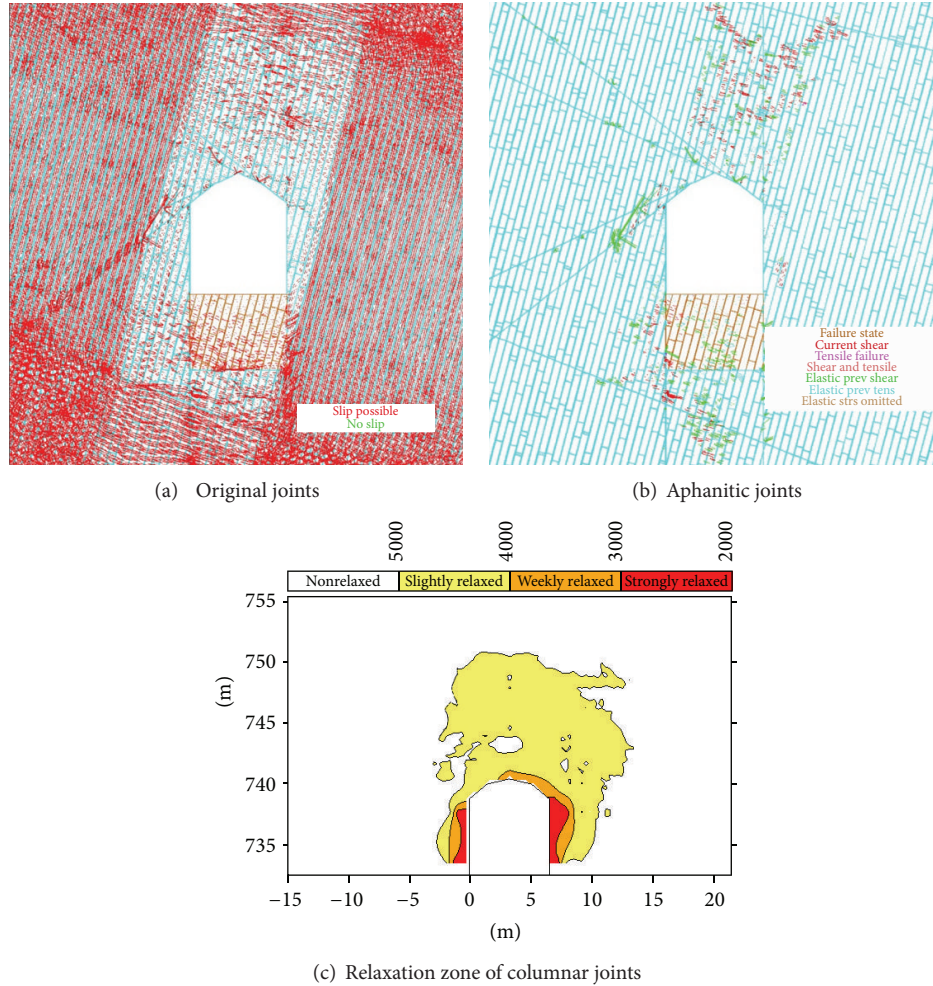 Slip possible
No slip
Failure state
Current shear
Tensile failure
Shear and tensile
Elastic prev shear
Elastic prev tens
Elastic strs omitted
(a) Original joints
(b) Aphanitic joints
5000 4000 3000 2000
Nonrelaxed Slightly relaxed Weekly relaxed Strongly relaxed
755
750
745
740
735
(m)
−15 −10 −5 0 5 10 15 20
(m)
(c) Relaxation zone of columnar joints